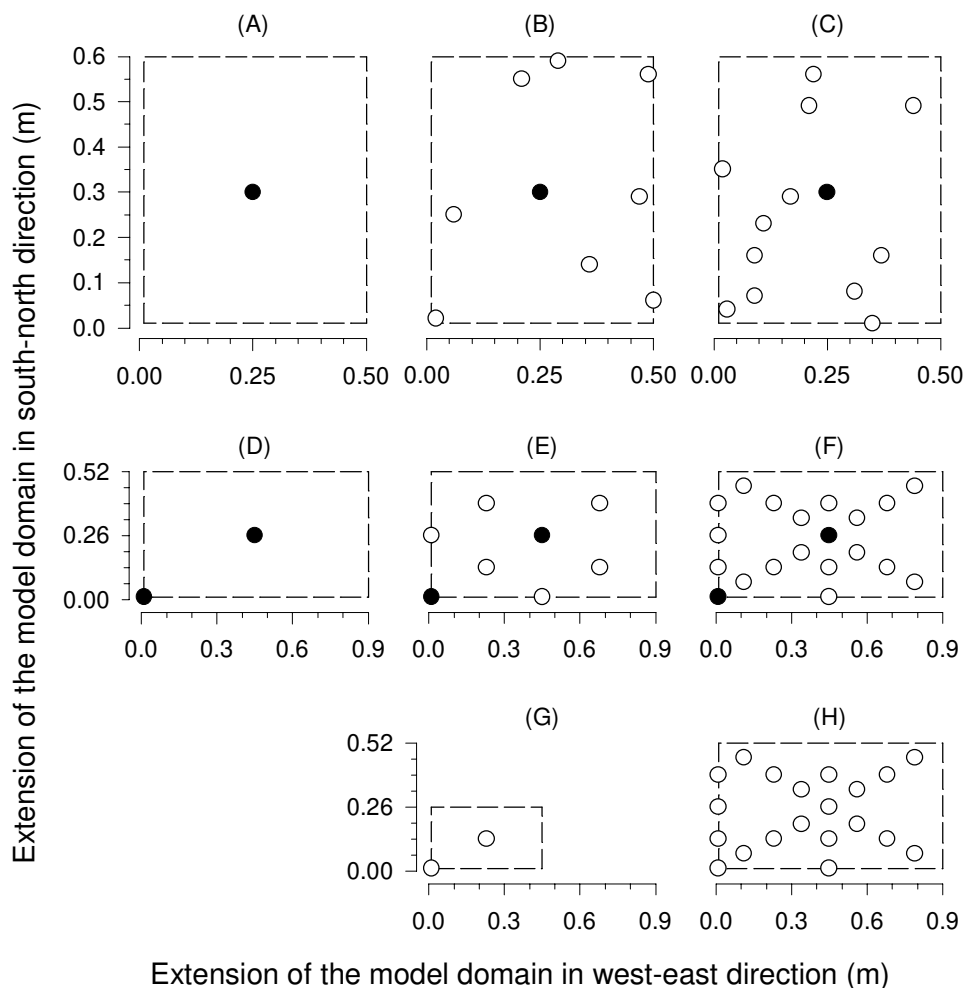 (A) (B) (C)
0.6
0.5
0.4
0.3
0.2
0.1
0.0
0.00 0.25 0.50 0.00 0.25 0.50 0.00 0.25 0.50
(D) (E) (F)
0.52
0.26
0.00
0.0 0.3 0.6 0.9 0.0 0.3 0.6 0.9 0.0 0.3 0.6 0.9
(G) (H)
0.52
0.26
0.00
0.0 0.3 0.6 0.9 0.0 0.3 0.6 0.9
Extension of the model domain in south-north direction (m)
Extension of the model domain in west-east direction (m)